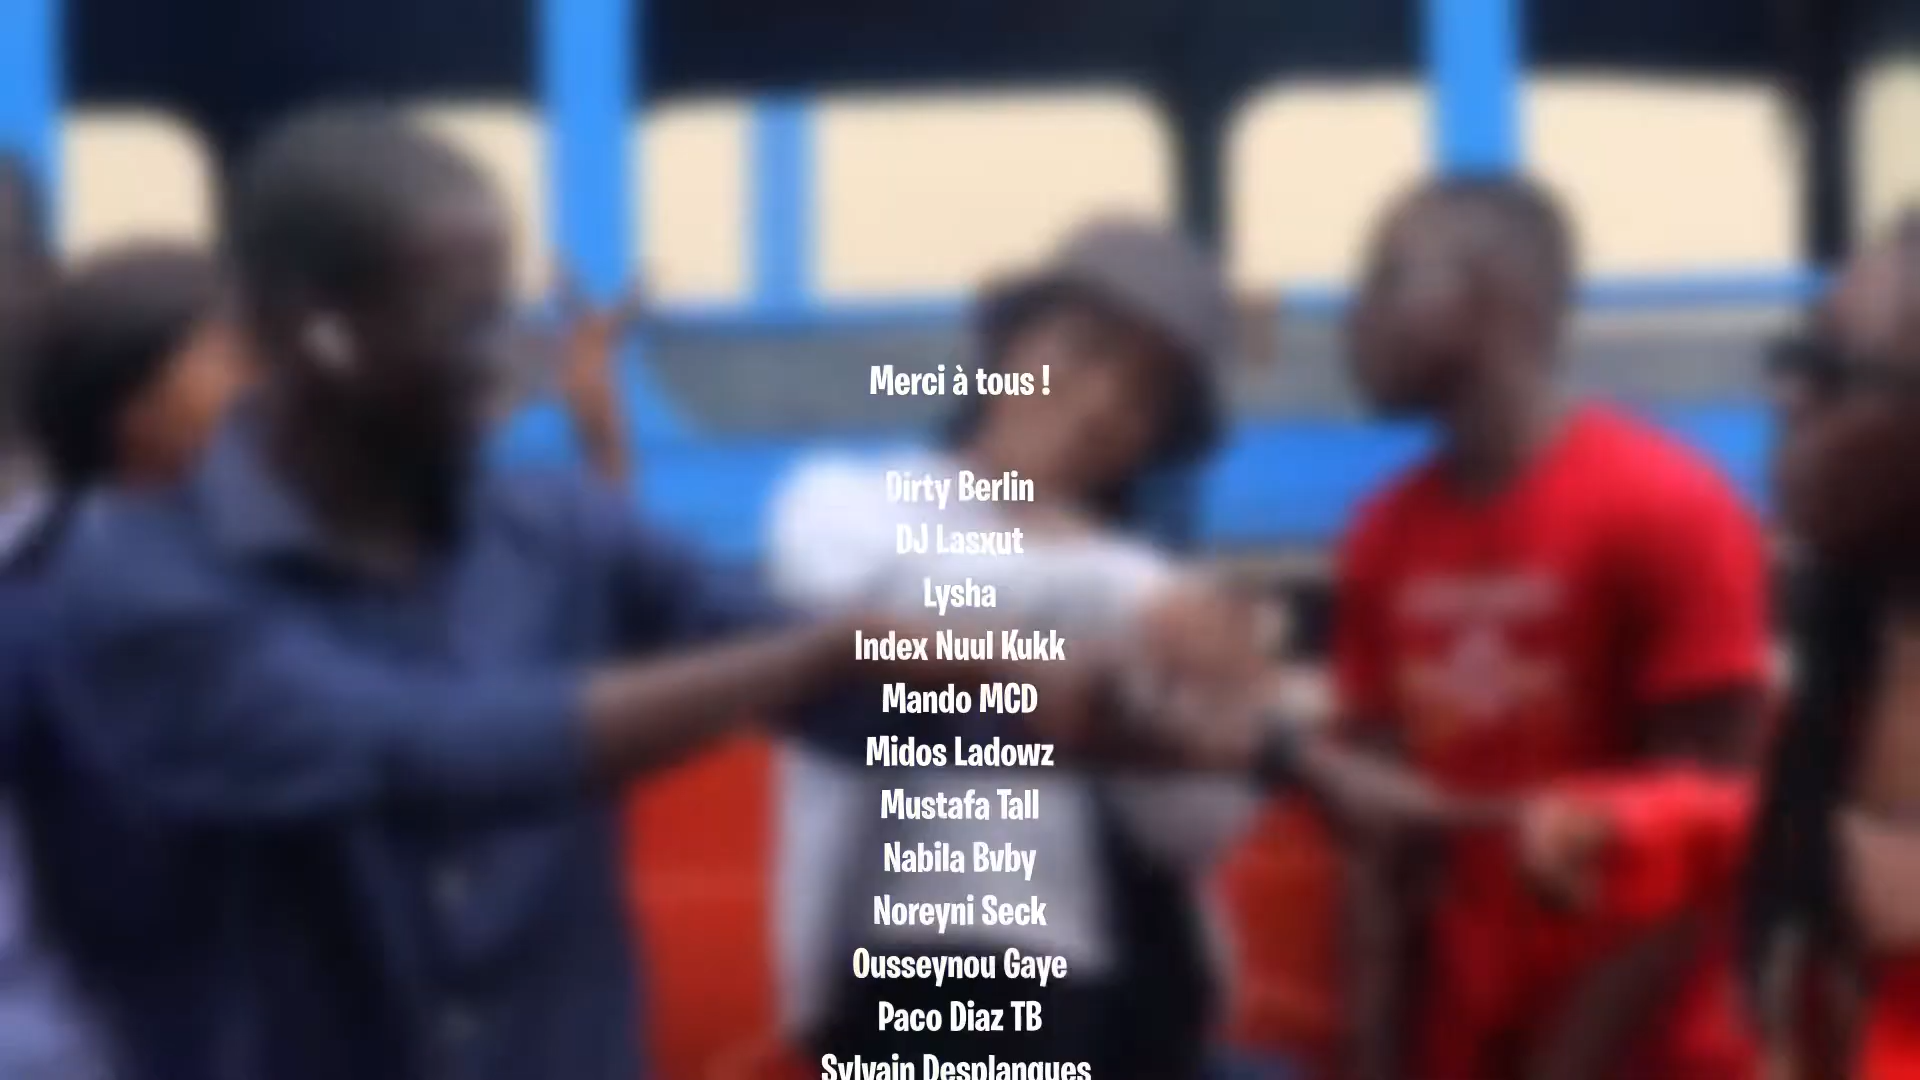 Merci à tous !
Dirty Berlin
DJ Lasxut
Lysha
Index Nuul Kukk
Mando MCD
Midos Ladowz
Mustafa Tall
Nabila Bvby
Noreyni Seck
Ousseynou Gaye
Paco Diaz TB
Sylvain Desplanques